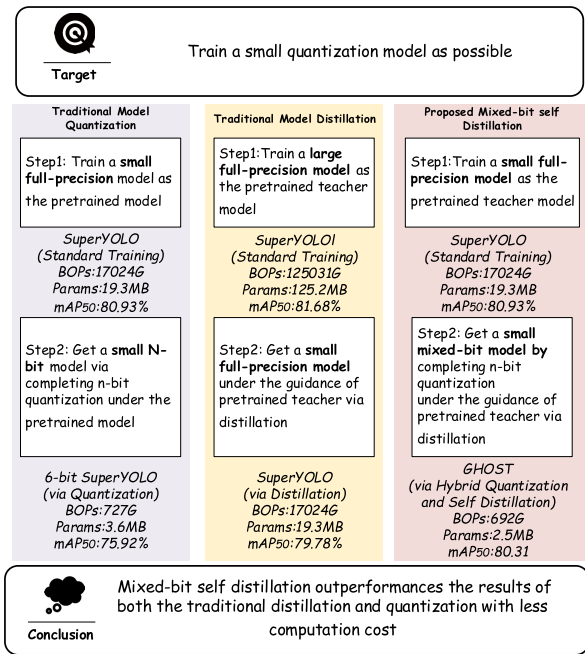 Target
Train a small quantization model as possible
Traditional Model
Quantization
Step1: Train a small
full-precision model as
the pretrained model
SuperYOLO
(Standard Training)
BOPs:17024G
Params:19.3MB
mAP50:80.93%
Step2: Get a small N-
bit model via
completing n-bit
quantization under the
pretrained model
6-bit SuperYOLO
(via Quantization)
BOPs:727G
Params:3.6MB
mAP50:75.92%
Traditional Model Distillation
Step1:Train a large
full-precision model as
the pretrained teacher
model
SuperYOLOl
(Standard Training)
BOPs:125031G
Params:125.2MB
mAP50:81.68%
Step2: Get a small
full-precision model
under the guidance of
pretrained teacher via
distillation
SuperYOLO
(via Distillation)
BOPs:17024G
Params:19.3MB
mAP50:79.78%
Proposed Mixed-bit self
Distillation
Step1:Train a small full-
precision model as the
pretrained teacher model
SuperYOLO
(Standard Training)
BOPs:17024G
Params:19.3MB
mAP50:80.93%
Step2: Get a small
mixed-bit model by
completing n-bit
quantization
under the guidance of
pretrained teacher via
distillation
GHOST
(via Hybrid Quantization
and Self Distillation)
BOPs:692G
Params:2.5MB
mAP50:80.31
Conclusion
Mixed-bit self distillation outperformances the results of
both the traditional distillation and quantization with less
computation cost